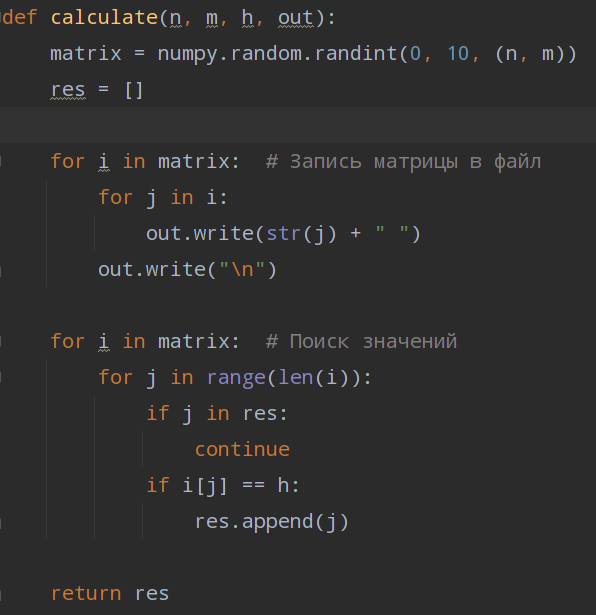 def calculate(n, m, h, out):
    matrix = numpy.random.randint(0, 10, (n, m))
    res = []
    for i in matrix:  # Запись матрицы в файл
        for j in i:
            out.write(str(j) + " ")
        out.write("\n")
    for i in matrix:  # Поиск значений
        for j in range(len(i)):
            if j in res:
                continue
            if i[j] == h:
                res.append(j)
    return res